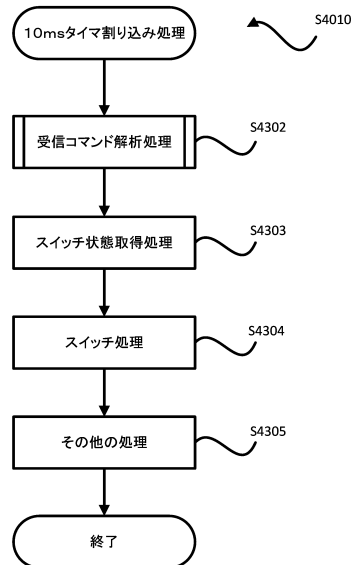 10msタイマ割り込み処理
S4010
受信コマンド解析処理
S4302
スイッチ状態取得処理
S4303
スイッチ処理
S4304
その他の処理
S4305
終了